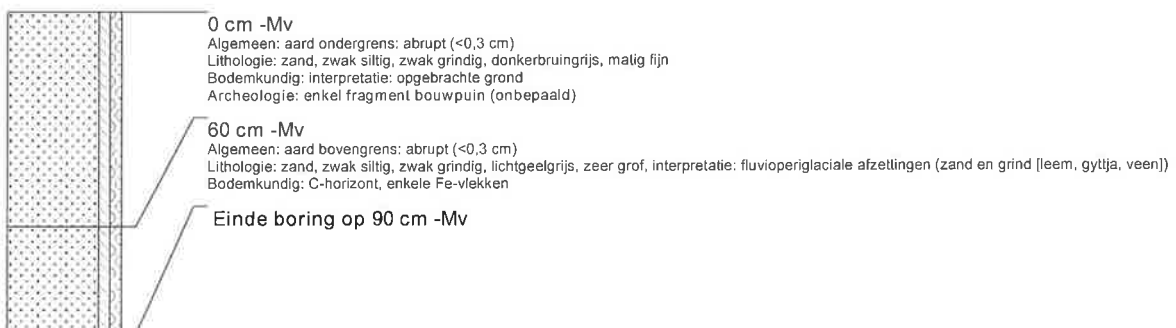 0 cm -Mv
Algemeen: aard ondergrens: abrupt (<0,3 cm)
Lithologie: zand, zwak siltig, zwak grindig, donkerbruingrijs, matig fijn
Bodemkundig: interpretatie: opgebrachte grond
Archeologie: enkel fragment bouwpuin (onbepaald)
60 cm -Mv
Algemeen: aard bovengrens: abrupt (<0,3 cm)
Lithologie: zand, zwak siltig, zwak grindig, lichtgeelgrijs, zeer grof, interpretatie: fluvioperiglaciale afzettingen (zand en grind [leem, gyttja, veen])
Bodemkundig: C-horizont, enkele Fe-vlekken
Einde boring op 90 cm -Mv